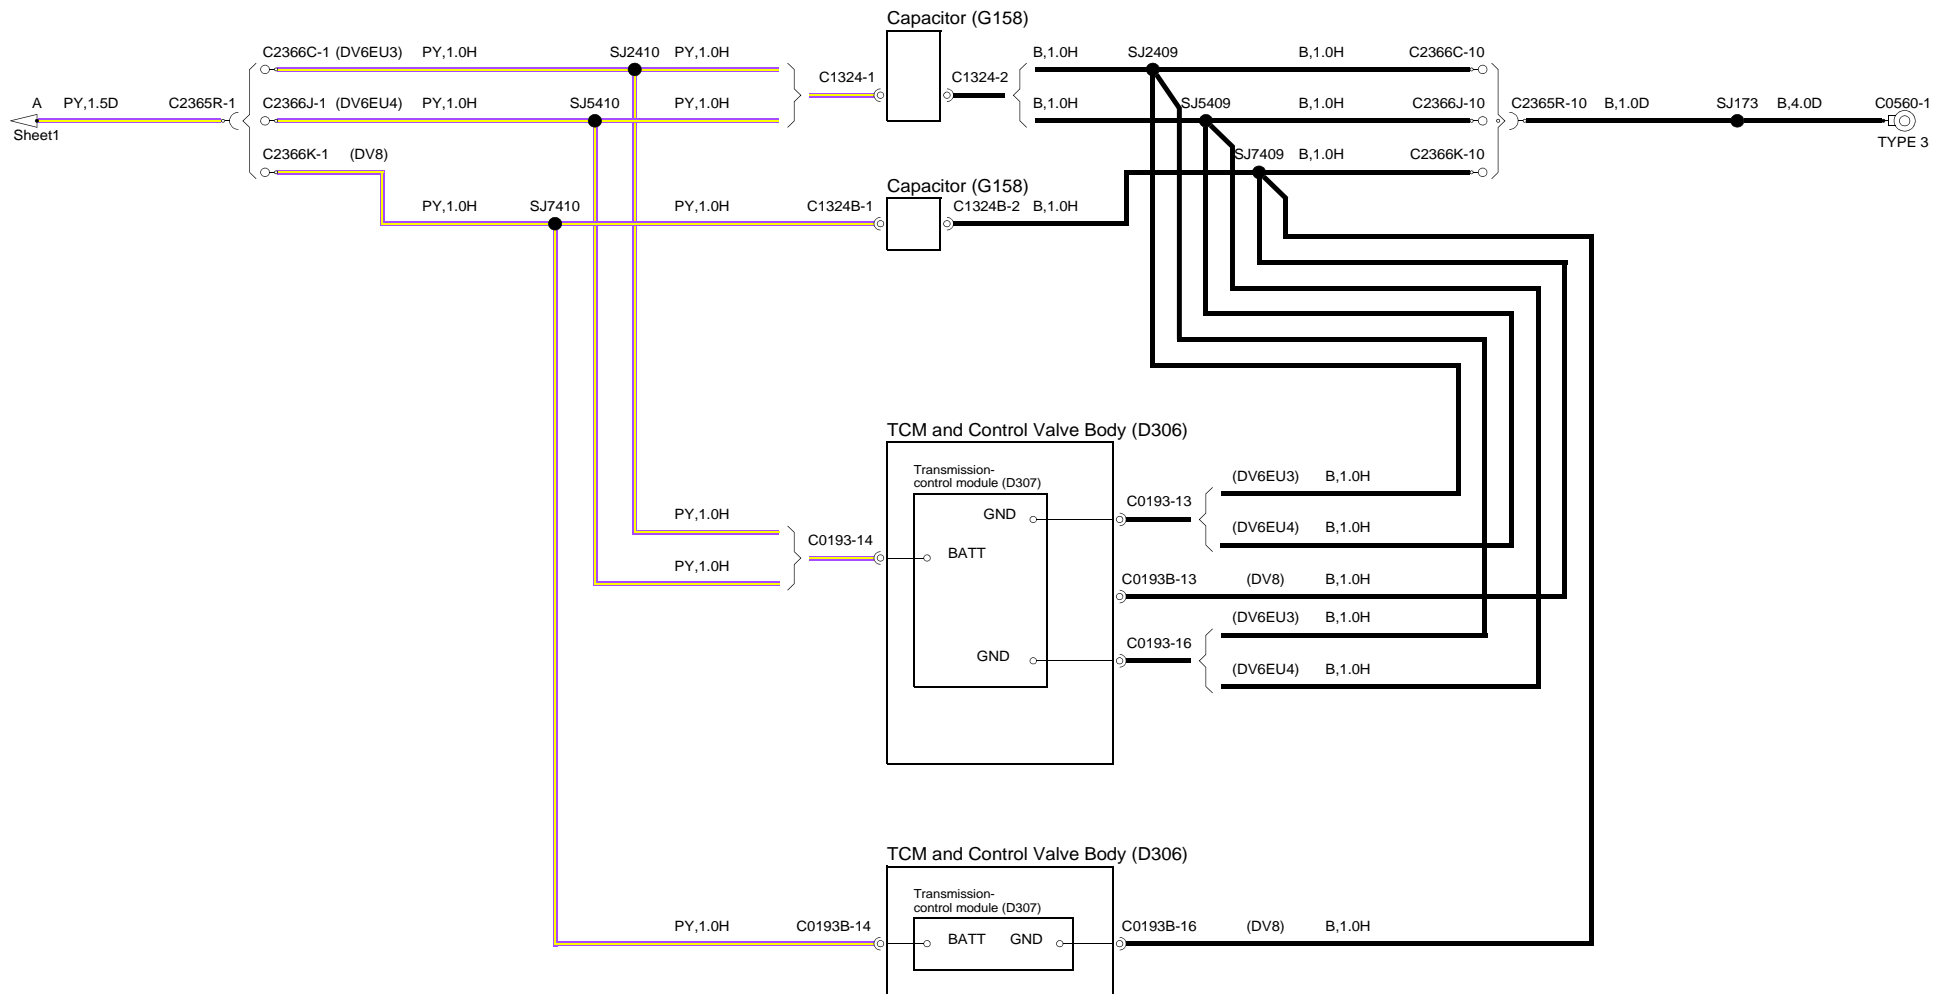 Capacitor (G158)
C2366C-1 (DV6EU3) PY,1.0H SJ2410 PY,1.0H B,1.0H SJ2409 B,1.0H C2366C-10
C1324-1 C1324-2
A PY,1.5D C2365R-1 C2366J-1 (DV6EU4) PY,1.0H SJ5410 PY,1.0H B,1.0H SJ5409 B,1.0H C2366J-10 C2365R-10 B,1.0D SJ173 B,4.0D C0560-1
Sheet1 TYPE 3
C2366K-1 (DV8) SJ7409 B,1.0H C2366K-10
Capacitor (G158)
PY,1.0H SJ7410 PY,1.0H C1324B-1 C1324B-2 B,1.0H
TCM and Control Valve Body (D306)
Transmission-
control module (D307)
(DV6EU3) B,1.0H
C0193-13
PY,1.0H GND
(DV6EU4) B,1.0H
C0193-14 BATT
PY,1.0H
C0193B-13 (DV8) B,1.0H
(DV6EU3) B,1.0H
C0193-16
GND
(DV6EU4) B,1.0H
TCM and Control Valve Body (D306)
Transmission-
control module (D307)
PY,1.0H C0193B-14 C0193B-16 (DV8) B,1.0H
BATT GND